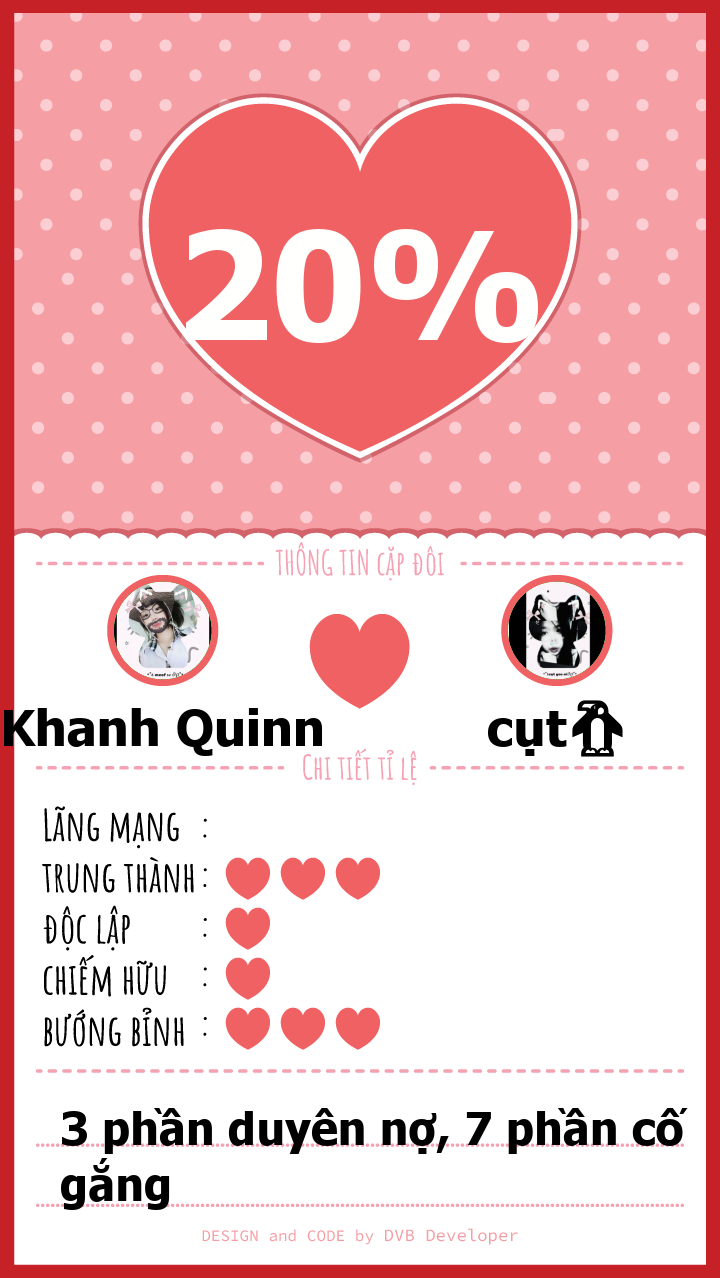 20%
THÔNG TIN CẶP ĐÔI
Khanh Quinn cụt🐧
CHI TIẾT TỈ LỆ
LÃNG MẠNG :
TRUNG THÀNH :
ĐỘC LẬP :
CHIẾM HỮU :
BƯỚNG BỈNH :
3 phần duyên nợ, 7 phần cố
gắng
DESIGN and CODE by DVB Developer